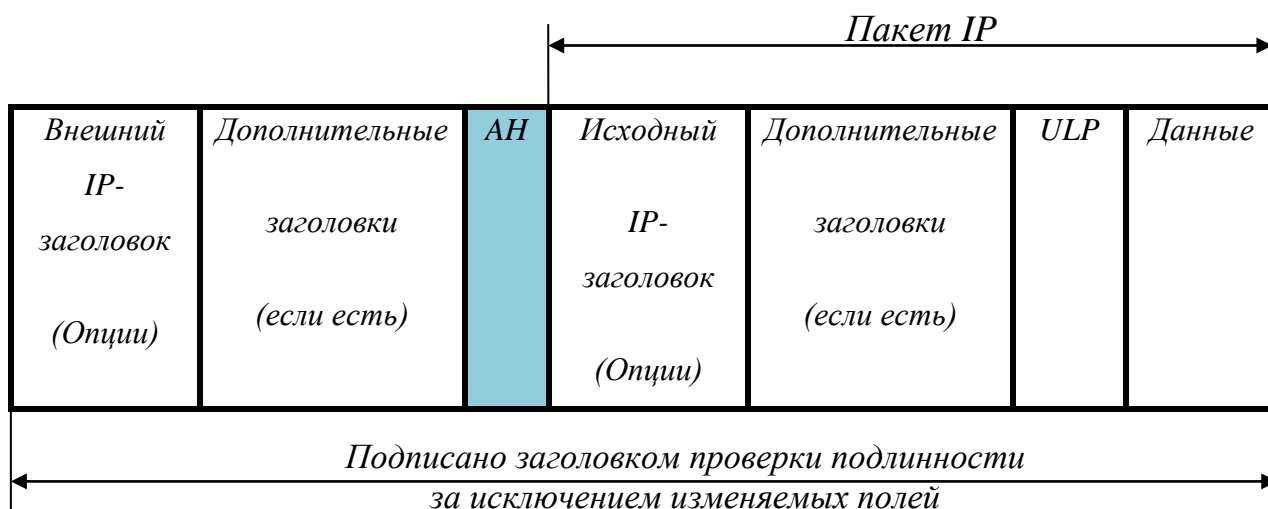 Пакет IP
Внешний
IP-
заголовок
(Опции)
Дополнительные
заголовки
(если есть)
AH
Исходный
IP-
заголовок
(Опции)
Дополнительные
заголовки
(если есть)
ULP
Данные
Подписано заголовком проверки подлинности
за исключением изменяемых полей